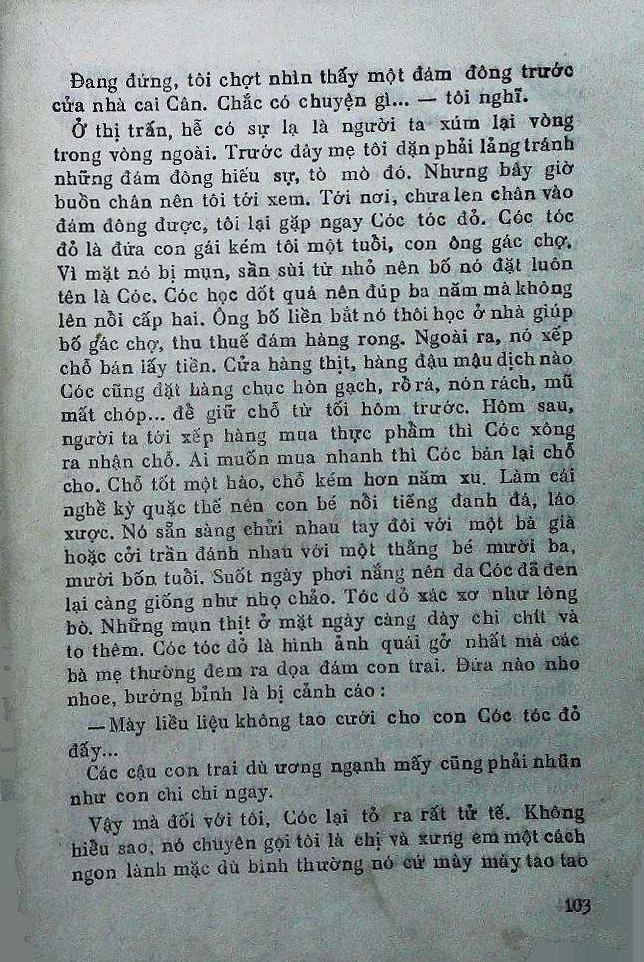 Đang đứng, tôi chợt nhìn thấy một đám đông trước
cửa nhà cai Cân. Chắc có chuyện gì... — tôi nghĩ.
Ở thị trấn, hễ có sự lạ là người ta xúm lại vòng
trong vòng ngoài. Trước đây mẹ tôi dặn phải lảng tránh
những đám đông hiếu sự, tò mò đó. Nhưng bây giờ
buồn chân nên tôi tới xem. Tới nơi, chưa len chân vào
đám đông được, tôi lại gặp ngay Cóc tóc đỏ. Cóc tóc
đỏ là đứa con gái kém tôi một tuổi, con ông gác chợ.
Vì mặt nó bị mụn, sần sùi từ nhỏ nên bố nó đặt luôn
tên là Cóc. Cóc học dốt quá nên đúp ba năm mà không
lên nổi cấp hai. Ông bố liền bắt nó thôi học ở nhà giúp
bố gác chợ, thu thuế đám hàng rong. Ngoài ra, nó xếp
chỗ bán lấy tiền. Cửa hàng thịt, hàng đậu mậu dịch nào
Cóc cũng đặt hàng chục hòn gạch, rổ rá, nón rách, mũ
mất chóp... để giữ chỗ từ tối hôm trước. Hôm sau,
người ta tới xếp hàng mua thực phẩm thì Cóc xông
ra nhận chỗ. Ai muốn mua nhanh thì Cóc bán lại chỗ
cho. Chỗ tốt một hào, chỗ kém hơn năm xu. Làm cái
nghề kỳ quặc thế nên con bé nổi tiếng đanh đá, láo
xược. Nó sẵn sàng chửi nhau tay đôi với một bà già
hoặc cởi trần đánh nhau với một thằng bé mười ba,
mười bốn tuổi. Suốt ngày phơi nắng nên da Cóc đã đen
lại càng giống như nhọ chảo. Tóc đỏ xác xơ như lông
bò. Những mụn thịt ở mặt ngày càng dày chi chít và
to thêm. Cóc tóc đỏ là hình ảnh quái gở nhất mà các
bà mẹ thường đem ra dọa đám con trai. Đứa nào nho
nhoe, bướng bỉnh là bị cảnh cáo:
— Mày liều liệu không tao cưới cho con Cóc tóc đỏ
đấy...
Các cậu con trai dù ương ngạnh mấy cũng phải nhũn
như con chi chi ngay.
Vậy mà đối với tôi, Cóc lại tỏ ra rất tử tế. Không
hiểu sao, nó chuyên gọi tôi là chị và xưng em một cách
ngon lành mặc dù bình thường nó cứ mày mày tao tao
103